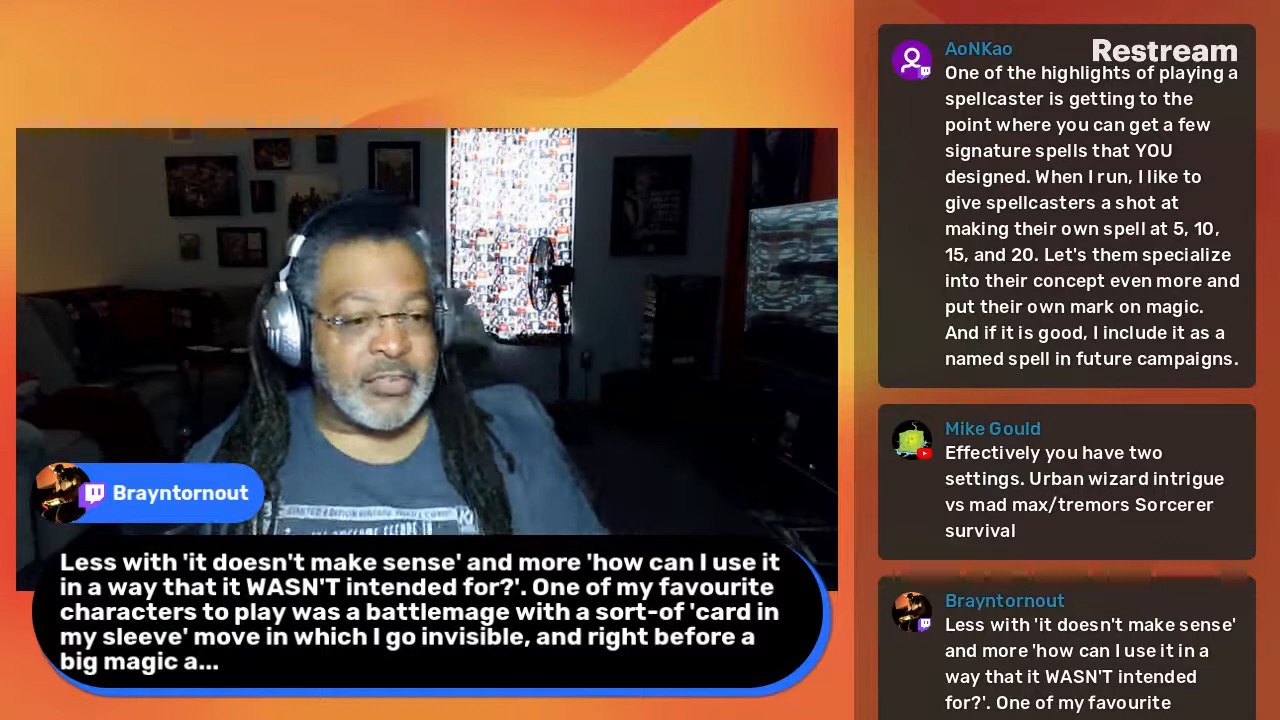 Restream
AoNKao
One of the highlights of playing a
spellcaster is getting to the
point where you can get a few
signature spells that YOU
designed. When I run, I like to
give spellcasters a shot at
making their own spell at 5, 10,
15, and 20. Let's them specialize
into their concept even more and
put their own mark on magic.
And if it is good, I include it as a
named spell in future campaigns.
Mike Gould
Effectively you have two
settings. Urban wizard intrigue
vs mad max/tremors Sorcerer
survival
Brayntornout
Less with 'it doesn't make sense'
and more 'how can I use it in a
way that it WASN'T intended
for?'. One of my favourite
Brayntornout
Less with 'it doesn't make sense' and more 'how can I use it
in a way that it WASN'T intended for?'. One of my favourite
characters to play was a battlemage with a sort-of 'card in
my sleeve' move in which I go invisible, and right before a
big magic a...